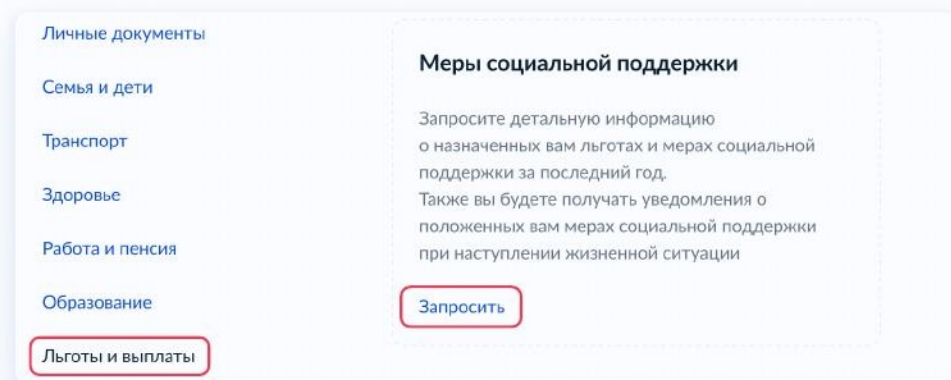 Личные документы
Семья и дети
Транспорт
Здоровье
Работа и пенсия
Образование
Льготы и выплаты
Меры социальной поддержки
Запросите детальную информацию
о назначенных вам льготах и мерах социальной
поддержки за последний год.
Также вы будете получать уведомления о
положенных вам мерах социальной поддержки
при наступлении жизненной ситуации
Запросить